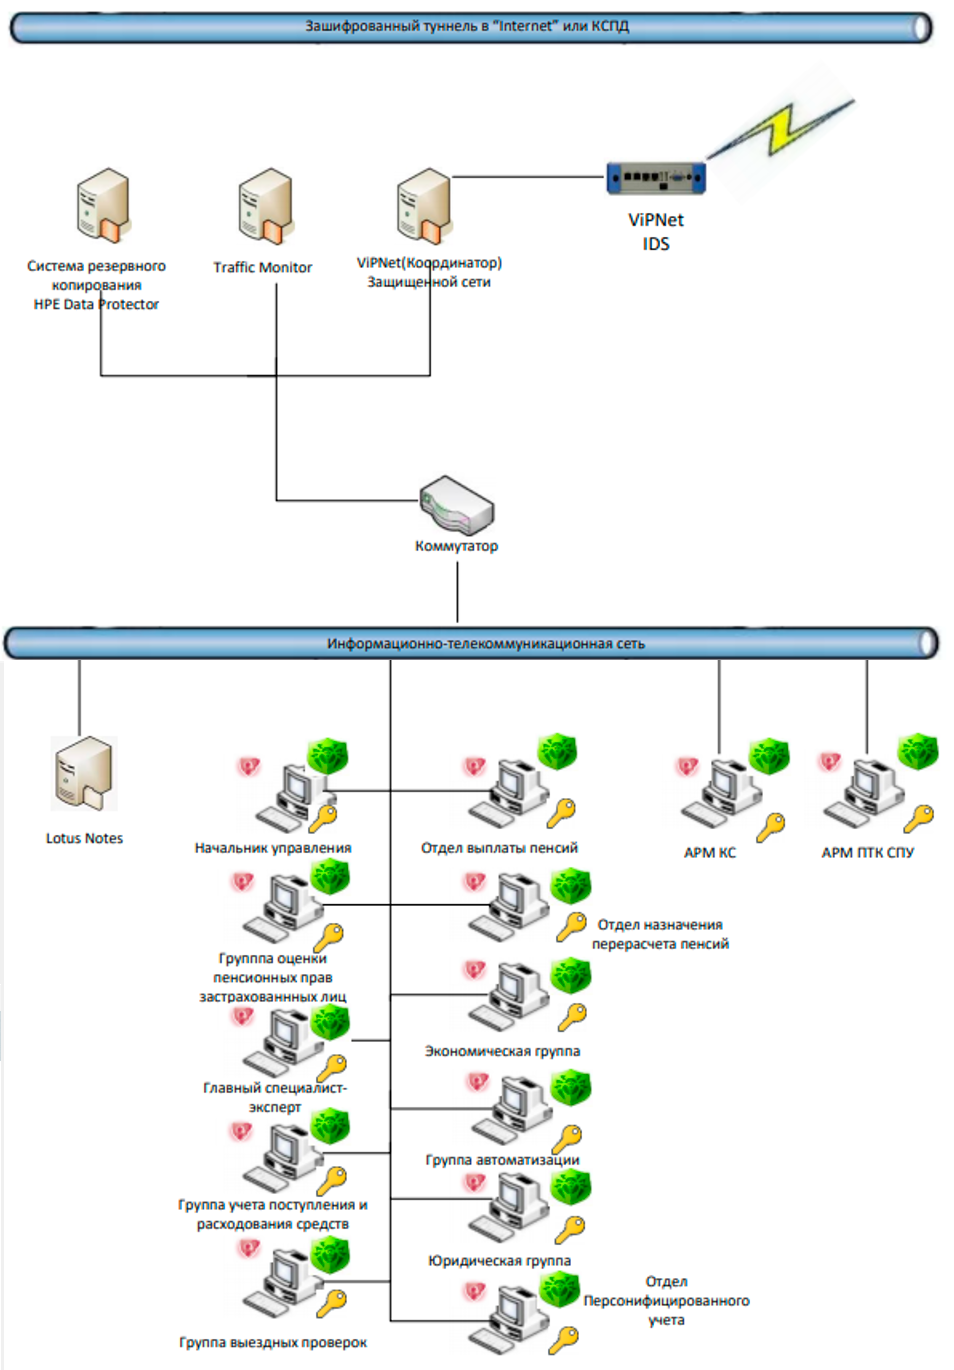 Зашифрованный туннель в "Internet" или КСПД
ViPNet
IDS
Система резервного
копирования
HPE Data Protector
Traffic Monitor
ViPNet(Координатор)
Защищенной сети
Коммутатор
Информационно-телекоммуникационная сеть
Lotus Notes
Начальник управления
Отдел выплаты пенсий
АРМ КС
АРМ ПТК СПУ
Групппа оценки
пенсионных прав
застрахованнных лиц
Отдел назначения
перерасчета пенсий
Главный специалист-
эксперт
Экономическая группа
Группа автоматизации
Группа учета поступления и
расходования средств
Юридическая группа
Группа выездных проверок
Отдел
Персонифицированного
учета